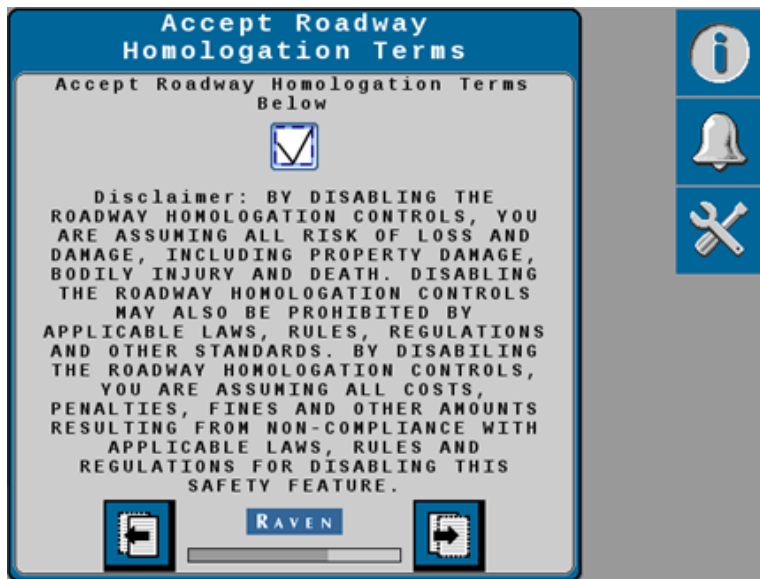 Accept Roadway
Homologation Terms
Accept Roadway Homologation Terms
Below
Disclaimer: BY DISABLING THE
ROADWAY HOMOLOGATION CONTROLS, YOU
ARE ASSUMING ALL RISK OF LOSS AND
DAMAGE, INCLUDING PROPERTY DAMAGE,
BODILY INJURY AND DEATH. DISABLING
THE ROADWAY HOMOLOGATION CONTROLS
MAY ALSO BE PROHIBITED BY
APPLICABLE LAWS, RULES, REGULATIONS
AND OTHER STANDARDS. BY DISABILING
THE ROADWAY HOMOLOGATION CONTROLS,
YOU ARE ASSUMING ALL COSTS,
PENALTIES, FINES AND OTHER AMOUNTS
RESULTING FROM NON-COMPLIANCE WITH
APPLICABLE LAWS, RULES AND
REGULATIONS FOR DISABLING THIS
SAFETY FEATURE.
RAVEN